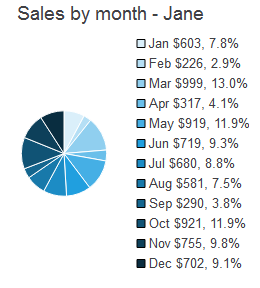 Sales by month - Jane
Jan $603, 7.8%
Feb $226, 2.9%
Mar $999, 13.0%
Apr $317, 4.1%
May $919, 11.9%
Jun $719, 9.3%
Jul $680, 8.8%
Aug $581, 7.5%
Sep $290, 3.8%
Oct $921, 11.9%
Nov $755, 9.8%
Dec $702, 9.1%